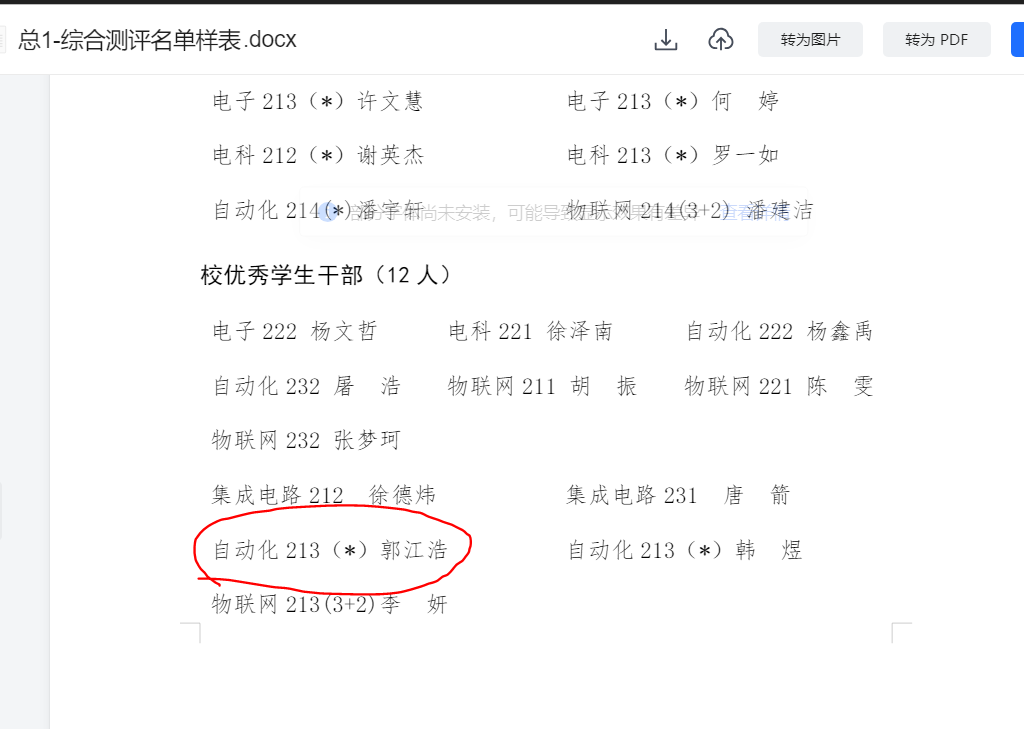 总1-综合测评名单样表.docx 转为图片 转为 PDF
电子 213（*）许文慧 电子 213（*）何　婷
电科 212（*）谢英杰 电科 213（*）罗一如
自动化 214(*)潘宇轩 物联网 214(3+2) 潘建洁
尚未安装，可能导致
校优秀学生干部（12 人）
电子 222 杨文哲 电科 221 徐泽南 自动化 222 杨鑫禹
自动化 232 屠　浩 物联网 211 胡　振 物联网 221 陈　雯
物联网 232 张梦珂
集成电路 212　徐德炜 集成电路 231　唐　箭
自动化 213（*）郭江浩 自动化 213（*）韩　煜
物联网 213(3+2)李　妍